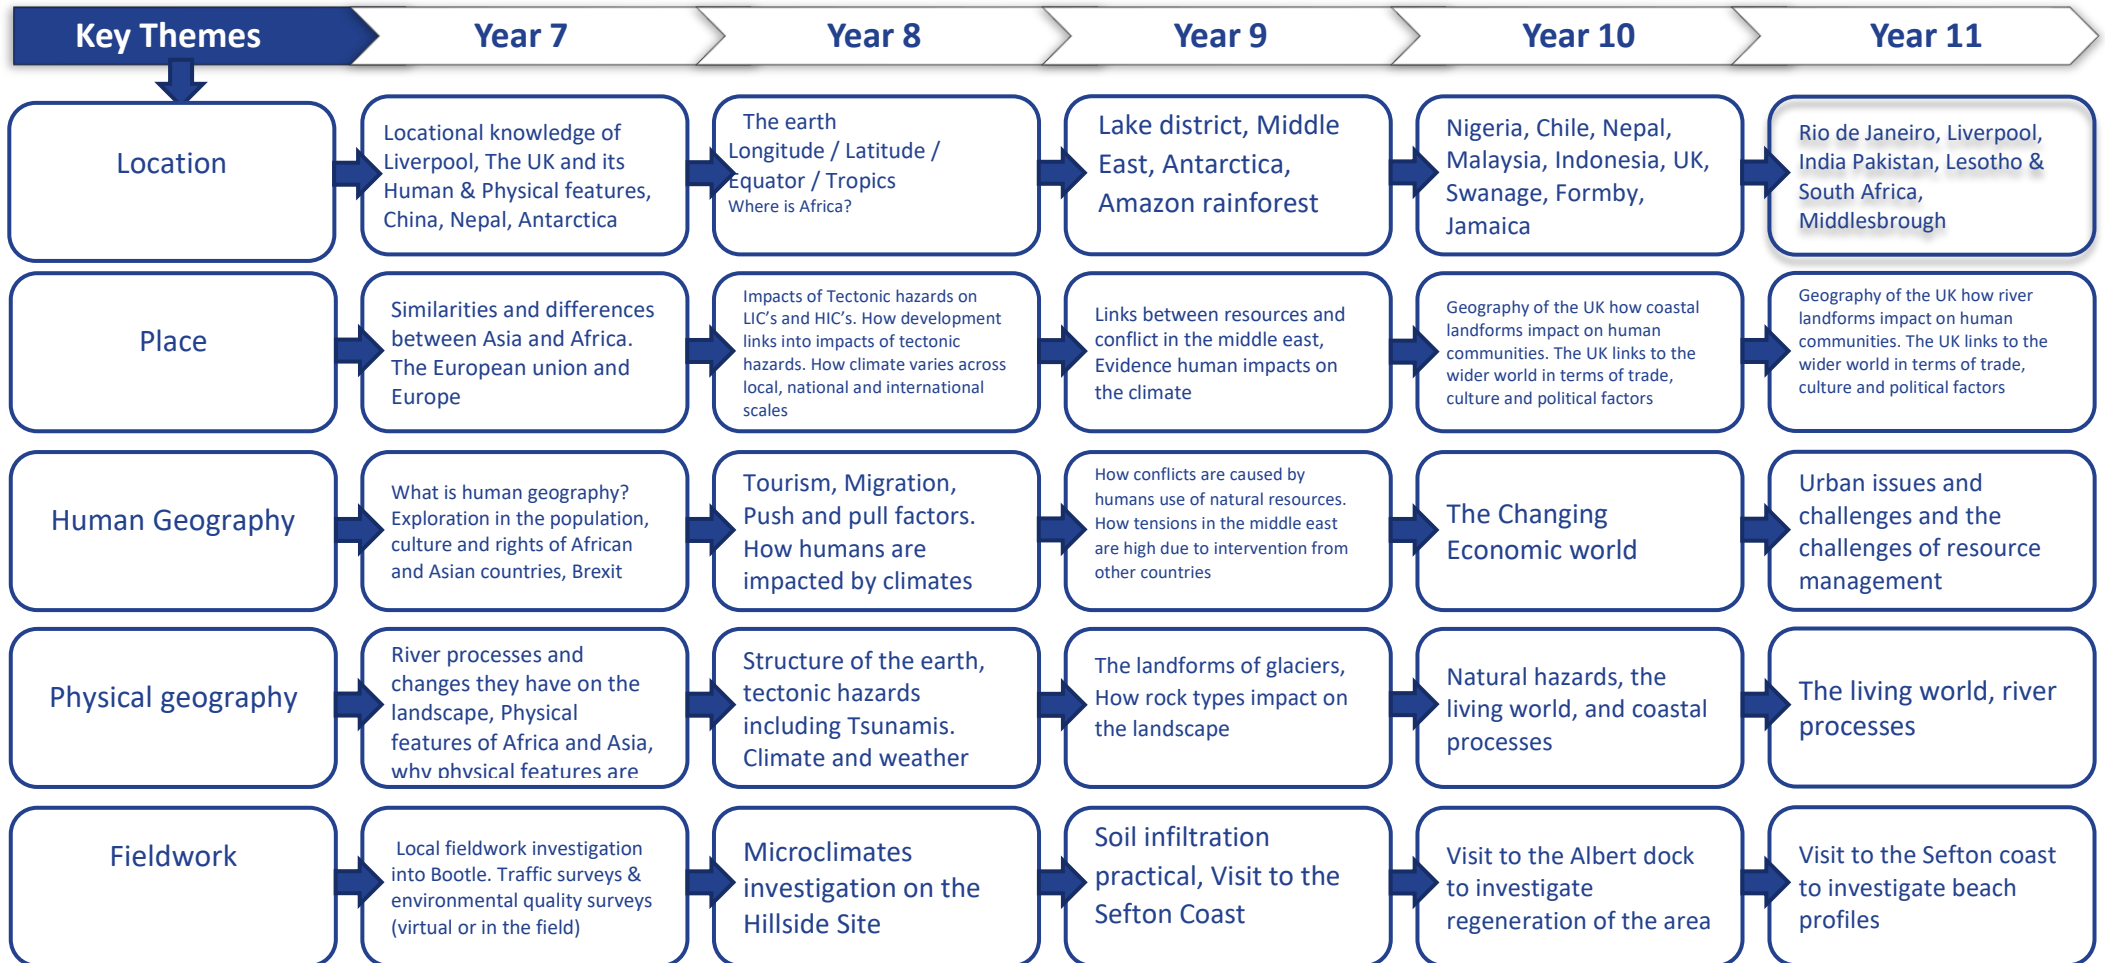 Key Themes
Year 7
Year 8
Year 9
Year 10
Year 11
Location
Locational knowledge of
Liverpool, The UK and its
Human & Physical features,
China, Nepal, Antarctica
The earth
Longitude / Latitude /
Equator / Tropics
Where is Africa?
Lake district, Middle
East, Antarctica,
Amazon rainforest
Nigeria, Chile, Nepal,
Malaysia, Indonesia, UK,
Swanage, Formby,
Jamaica
Rio de Janeiro, Liverpool,
India Pakistan, Lesotho &
South Africa,
Middlesbrough
Place
Similarities and differences
between Asia and Africa.
The European union and
Europe
Impacts of Tectonic hazards on
LIC's and HIC's. How development
links into impacts of tectonic
hazards. How climate varies across
local, national and international
scales
Links between resources and
conflict in the middle east,
Evidence human impacts on
the climate
Geography of the UK how coastal
landforms impact on human
communities. The UK links to the
wider world in terms of trade,
culture and political factors
Geography of the UK how river
landforms impact on human
communities. The UK links to the
wider world in terms of trade,
culture and political factors
Human Geography
What is human geography?
Exploration in the population,
culture and rights of African
and Asian countries, Brexit
Tourism, Migration,
Push and pull factors.
How humans are
impacted by climates
How conflicts are caused by
humans use of natural resources.
How tensions in the middle east
are high due to intervention from
other countries
The Changing
Economic world
Urban issues and
challenges and the
challenges of resource
management
Physical geography
River processes and
changes they have on the
landscape, Physical
features of Africa and Asia,
why physical features are
Structure of the earth,
tectonic hazards
including Tsunamis.
Climate and weather
The landforms of glaciers,
How rock types impact on
the landscape
Natural hazards, the
living world, and coastal
processes
The living world, river
processes
Fieldwork
Local fieldwork investigation
into Bootle. Traffic surveys &
environmental quality surveys
(virtual or in the field)
Microclimates
investigation on the
Hillside Site
Soil infiltration
practical, Visit to the
Sefton Coast
Visit to the Albert dock
to investigate
regeneration of the area
Visit to the Sefton coast
to investigate beach
profiles